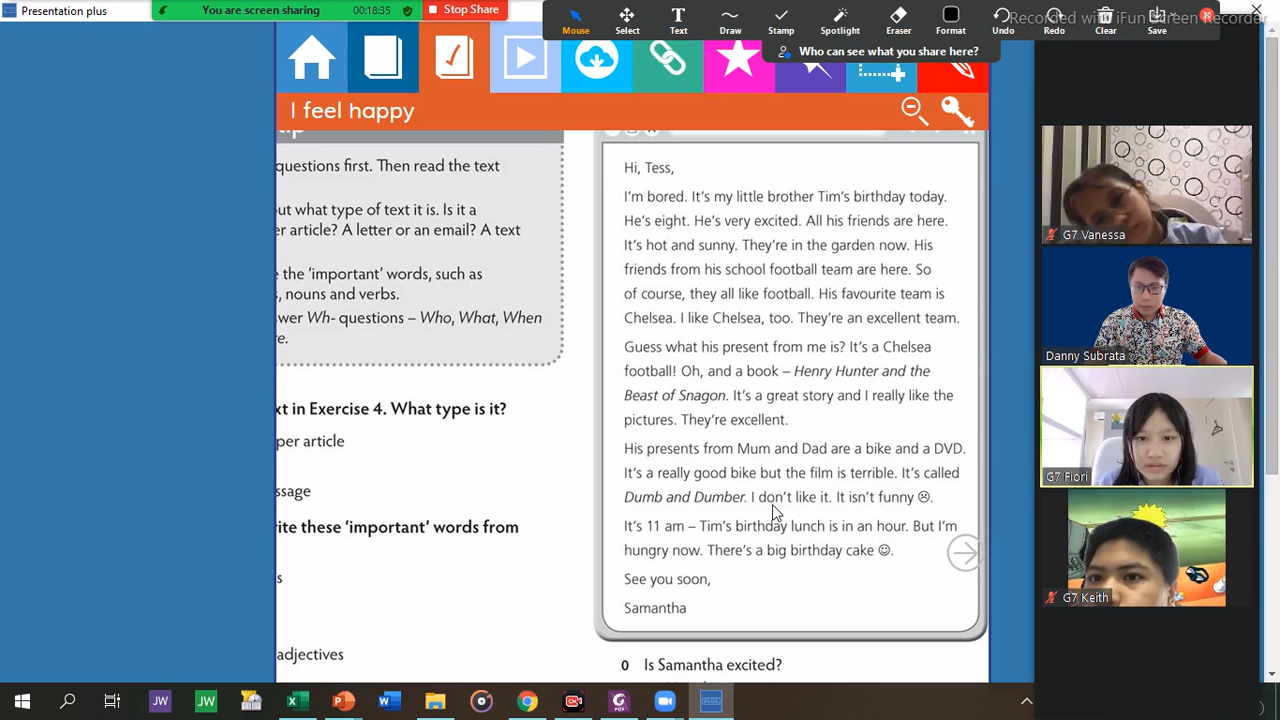 Presentation plus
You are screen sharing
00:18:35
Stop Share
Mouse
Select
Text
Draw
Stamp
Spotlight
Eraser
Format
Undo
Redo
Clear
Save
Recorded with iFun Screen Recorder
Who can see what you share here?
I feel happy
tip
questions first. Then read the text
out what type of text it is. Is it a
er article? A letter or an email? A text
e the ‘important’ words, such as
s, nouns and verbs.
swer Wh- questions – Who, What, When
re.
xt in Exercise 4. What type is it?
per article
ssage
rite these ‘important’ words from
s
adjectives
Hi, Tess,
I’m bored. It’s my little brother Tim’s birthday today.
He’s eight. He’s very excited. All his friends are here.
It’s hot and sunny. They’re in the garden now. His
friends from his school football team are here. So
of course, they all like football. His favourite team is
Chelsea. I like Chelsea, too. They’re an excellent team.
Guess what his present from me is? It’s a Chelsea
football! Oh, and a book – Henry Hunter and the
Beast of Snagon. It’s a great story and I really like the
pictures. They’re excellent.
His presents from Mum and Dad are a bike and a DVD.
It’s a really good bike but the film is terrible. It’s called
Dumb and Dumber. I don’t like it. It isn’t funny ☹.
It’s 11 am – Tim’s birthday lunch is in an hour. But I’m
hungry now. There’s a big birthday cake ☺.
See you soon,
Samantha
0 Is Samantha excited?
G7 Vanessa
Danny Subrata
G7 Fiori
G7 Keith
JW
JW